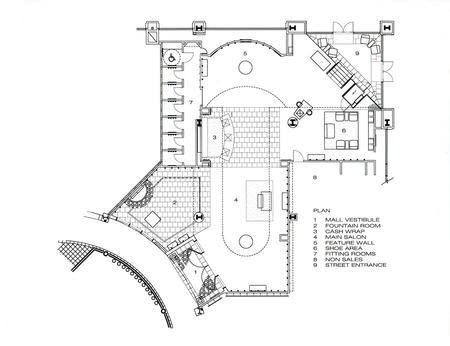 5
9
7
3
6
8
2
4
1
PLAN
1 MALL VESTIBULE
2 FOUNTAIN ROOM
3 CASH WRAP
4 MAIN SALON
5 FEATURE WALL
6 SHOE AREA
7 FITTING ROOMS
8 NON SALES
9 STREET ENTRANCE